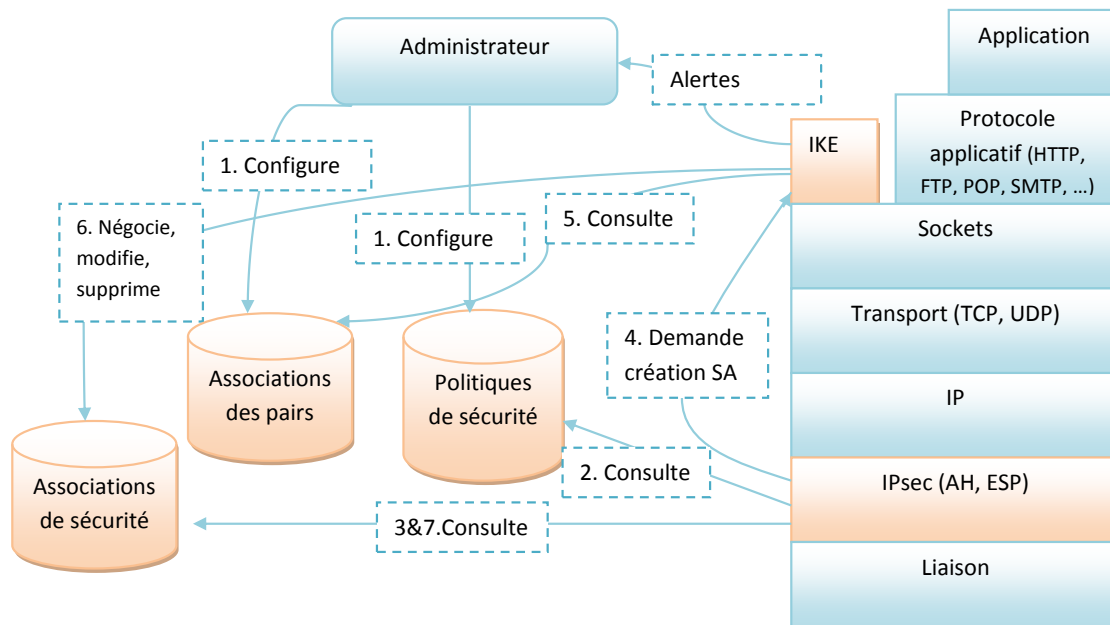 Administrateur
Application
Alertes
IKE
Protocole
applicatif (HTTP,
FTP, POP, SMTP, …)
1. Configure
6. Négocie,
modifie,
supprime
1. Configure
5. Consulte
Sockets
4. Demande
création SA
Transport (TCP, UDP)
Associations
des pairs
Politiques
de sécurité
IP
2. Consulte
IPsec (AH, ESP)
Associations
de sécurité
3&7.Consulte
Liaison